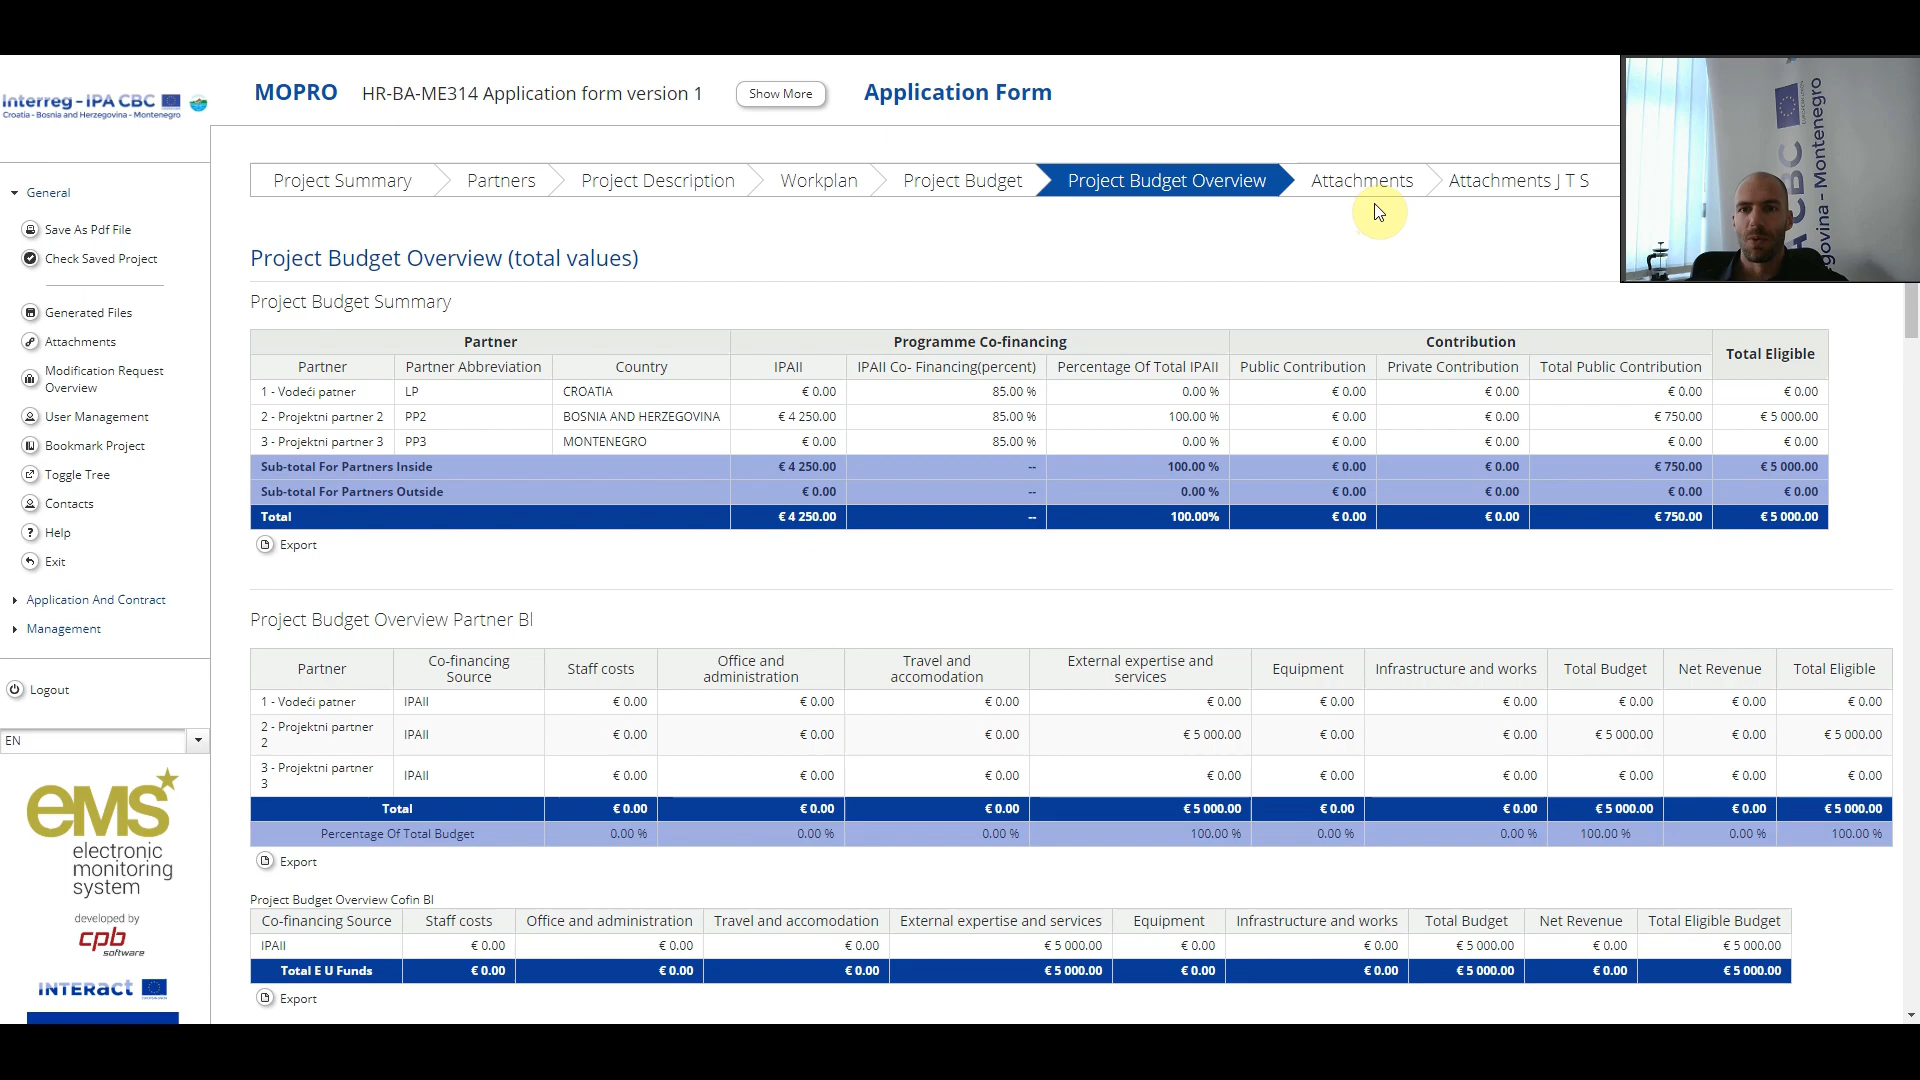 Interreg - IPA CBC
Croatia - Bosnia and Herzegovina - Montenegro
MOPRO HR-BA-ME314 Application form version 1 Show More Application Form
Project Summary Partners Project Description Workplan Project Budget Project Budget Overview Attachments Attachments J T S
General
Save As Pdf File
Check Saved Project
Generated Files
Attachments
Modification Request
Overview
User Management
Bookmark Project
Toggle Tree
Contacts
Help
Exit
Application And Contract
Management
Logout
EN
eMS
electronic
monitoring
system
developed by
cpb
software
INTERACT
Project Budget Overview (total values)
Project Budget Summary
Partner Programme Co-financing Contribution Total Eligible
Partner Partner Abbreviation Country IPAII IPAII Co- Financing(percent) Percentage Of Total IPAII Public Contribution Private Contribution Total Public Contribution
1 - Vodeći patner LP CROATIA € 0.00 85.00 % 0.00 % € 0.00 € 0.00 € 0.00 € 0.00
2 - Projektni partner 2 PP2 BOSNIA AND HERZEGOVINA € 4 250.00 85.00 % 100.00 % € 0.00 € 0.00 € 750.00 € 5 000.00
3 - Projektni partner 3 PP3 MONTENEGRO € 0.00 85.00 % 0.00 % € 0.00 € 0.00 € 0.00 € 0.00
Sub-total For Partners Inside € 4 250.00 -- 100.00 % € 0.00 € 0.00 € 750.00 € 5 000.00
Sub-total For Partners Outside € 0.00 -- 0.00 % € 0.00 € 0.00 € 0.00 € 0.00
Total € 4 250.00 -- 100.00% € 0.00 € 0.00 € 750.00 € 5 000.00
Export
Project Budget Overview Partner Bl
Partner Co-financing Source Staff costs Office and administration Travel and accomodation External expertise and services Equipment Infrastructure and works Total Budget Net Revenue Total Eligible
1 - Vodeći patner IPAII € 0.00 € 0.00 € 0.00 € 0.00 € 0.00 € 0.00 € 0.00 € 0.00 € 0.00
2 - Projektni partner 2 IPAII € 0.00 € 0.00 € 0.00 € 5 000.00 € 0.00 € 0.00 € 5 000.00 € 0.00 € 5 000.00
3 - Projektni partner 3 IPAII € 0.00 € 0.00 € 0.00 € 0.00 € 0.00 € 0.00 € 0.00 € 0.00 € 0.00
Total € 0.00 € 0.00 € 0.00 € 5 000.00 € 0.00 € 0.00 € 5 000.00 € 0.00 € 5 000.00
Percentage Of Total Budget 0.00 % 0.00 % 0.00 % 100.00 % 0.00 % 0.00 % 100.00 % 0.00 % 100.00 %
Export
Project Budget Overview Cofin Bl
Co-financing Source Staff costs Office and administration Travel and accomodation External expertise and services Equipment Infrastructure and works Total Budget Net Revenue Total Eligible Budget
IPAII € 0.00 € 0.00 € 0.00 € 5 000.00 € 0.00 € 0.00 € 5 000.00 € 0.00 € 5 000.00
Total E U Funds € 0.00 € 0.00 € 0.00 € 5 000.00 € 0.00 € 0.00 € 5 000.00 € 0.00 € 5 000.00
Export
CBC
govina - Montenegro